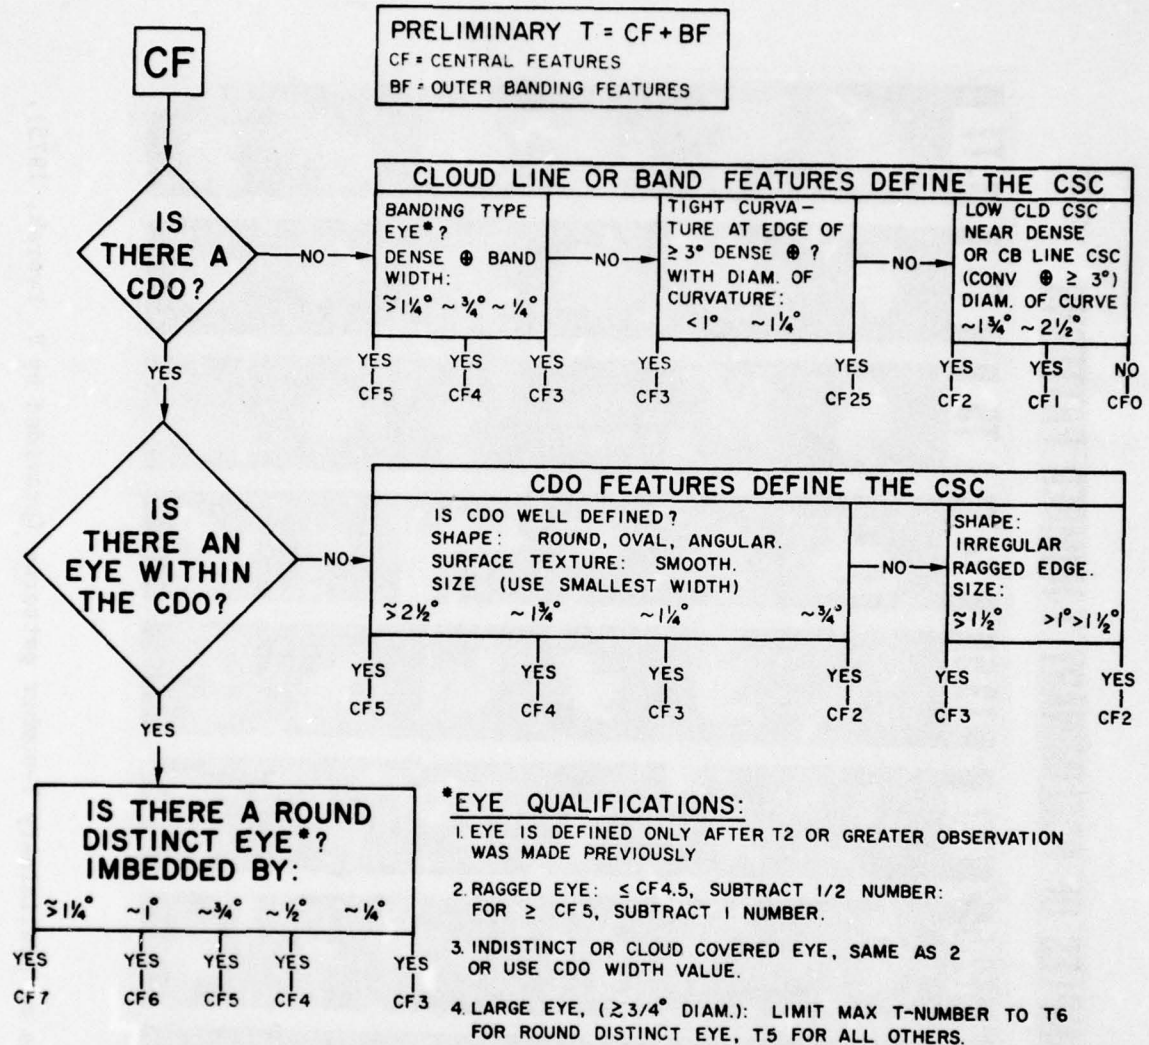 CF
PRELIMINARY T = CF + BF
CF = CENTRAL FEATURES
BF = OUTER BANDING FEATURES
IS
THERE A
CDO?
NO
YES
CLOUD LINE OR BAND FEATURES DEFINE THE CSC
BANDING TYPE
EYE*?
DENSE ⊕ BAND
WIDTH:
≳1¼° ~¾° ~¼°
YES YES YES
CF5 CF4 CF3
NO
TIGHT CURVA-
TURE AT EDGE OF
≥ 3° DENSE ⊕ ?
WITH DIAM. OF
CURVATURE:
<1° ~1¼°
YES YES
CF3 CF25
NO
LOW CLD CSC
NEAR DENSE
OR CB LINE CSC
(CONV ⊕ ≥ 3°)
DIAM. OF CURVE
~1¾° ~2½°
YES YES NO
CF2 CF1 CF0
IS
THERE AN
EYE WITHIN
THE CDO?
NO
YES
CDO FEATURES DEFINE THE CSC
IS CDO WELL DEFINED?
SHAPE: ROUND, OVAL, ANGULAR.
SURFACE TEXTURE: SMOOTH.
SIZE (USE SMALLEST WIDTH)
≳2½° ~1¾° ~1¼° ~¾°
YES YES YES YES
CF5 CF4 CF3 CF2
NO
SHAPE:
IRREGULAR
RAGGED EDGE.
SIZE:
≳1½° >1°>1½°
YES YES
CF3 CF2
IS THERE A ROUND
DISTINCT EYE*?
IMBEDDED BY:
≳1¼° ~1° ~¾° ~½° ~¼°
YES YES YES YES YES
CF7 CF6 CF5 CF4 CF3
*EYE QUALIFICATIONS:
1. EYE IS DEFINED ONLY AFTER T2 OR GREATER OBSERVATION
WAS MADE PREVIOUSLY
2. RAGGED EYE: ≤ CF4.5, SUBTRACT 1/2 NUMBER:
FOR ≥ CF5, SUBTRACT 1 NUMBER.
3. INDISTINCT OR CLOUD COVERED EYE, SAME AS 2
OR USE CDO WIDTH VALUE.
4. LARGE EYE, (≳3/4° DIAM.): LIMIT MAX T-NUMBER TO T6
FOR ROUND DISTINCT EYE, T5 FOR ALL OTHERS.